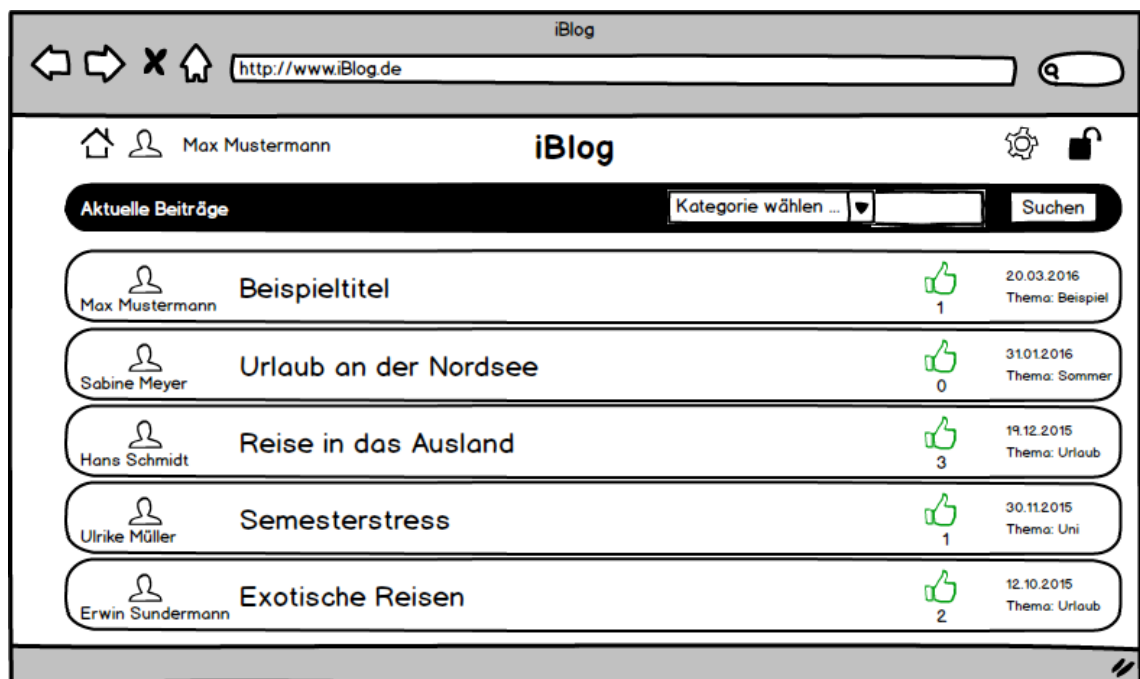 iBlog
http://www.iBlog.de
Max Mustermann
iBlog
Aktuelle Beiträge
Kategorie wählen ...
Suchen
Max Mustermann
Beispieltitel
1
20.03.2016
Thema: Beispiel
Sabine Meyer
Urlaub an der Nordsee
0
31.01.2016
Thema: Sommer
Hans Schmidt
Reise in das Ausland
3
19.12.2015
Thema: Urlaub
Ulrike Müller
Semesterstress
1
30.11.2015
Thema: Uni
Erwin Sundermann
Exotische Reisen
2
12.10.2015
Thema: Urlaub